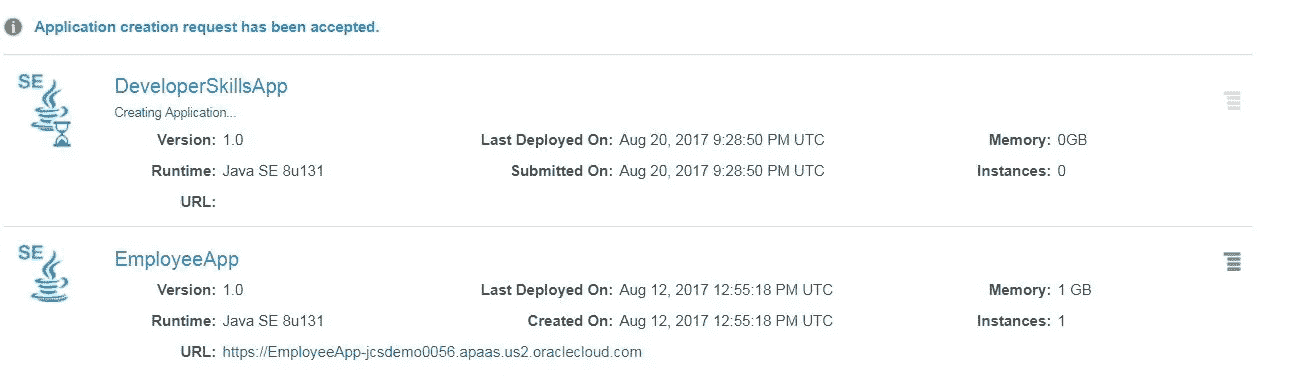 Application creation request has been accepted.
SE
DeveloperSkillsApp
Creating Application...
Version: 1.0 Last Deployed On: Aug 20, 2017 9:28:50 PM UTC Memory: 0GB
Runtime: Java SE 8u131 Submitted On: Aug 20, 2017 9:28:50 PM UTC Instances: 0
URL:
SE
EmployeeApp
Version: 1.0 Last Deployed On: Aug 12, 2017 12:55:18 PM UTC Memory: 1 GB
Runtime: Java SE 8u131 Created On: Aug 12, 2017 12:55:18 PM UTC Instances: 1
URL: https://EmployeeApp-jcsdemo0056.apaas.us2.oraclecloud.com